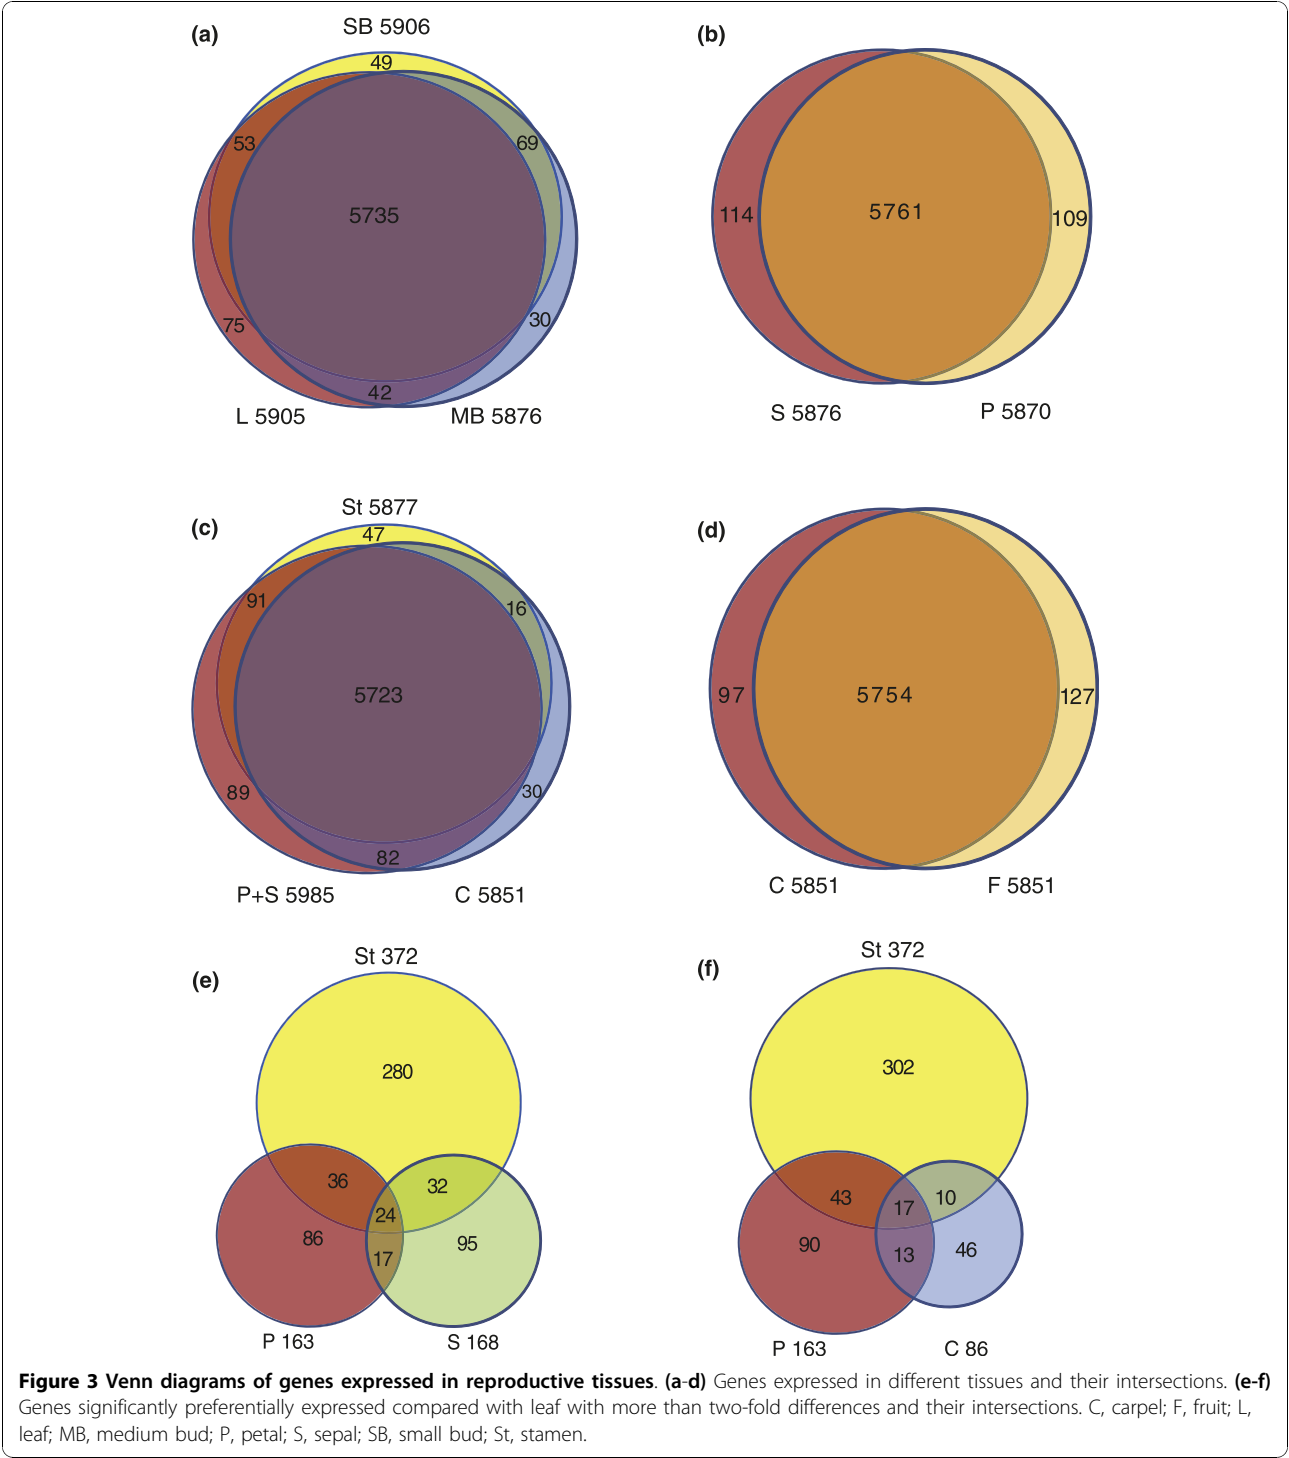 (a)
SB 5906
49
53
69
5735
75
30
42
L 5905
MB 5876
(b)
114
5761
109
S 5876
P 5870
(c)
St 5877
47
91
16
5723
89
30
82
P+S 5985
C 5851
(d)
97
5754
127
C 5851
F 5851
(e)
St 372
280
36
32
24
86
95
17
P 163
S 168
(f)
St 372
302
43
17
10
90
13
46
P 163
C 86
Figure 3 Venn diagrams of genes expressed in reproductive tissues. (a-d) Genes expressed in different tissues and their intersections. (e-f)
Genes significantly preferentially expressed compared with leaf with more than two-fold differences and their intersections. C, carpel; F, fruit; L,
leaf; MB, medium bud; P, petal; S, sepal; SB, small bud; St, stamen.